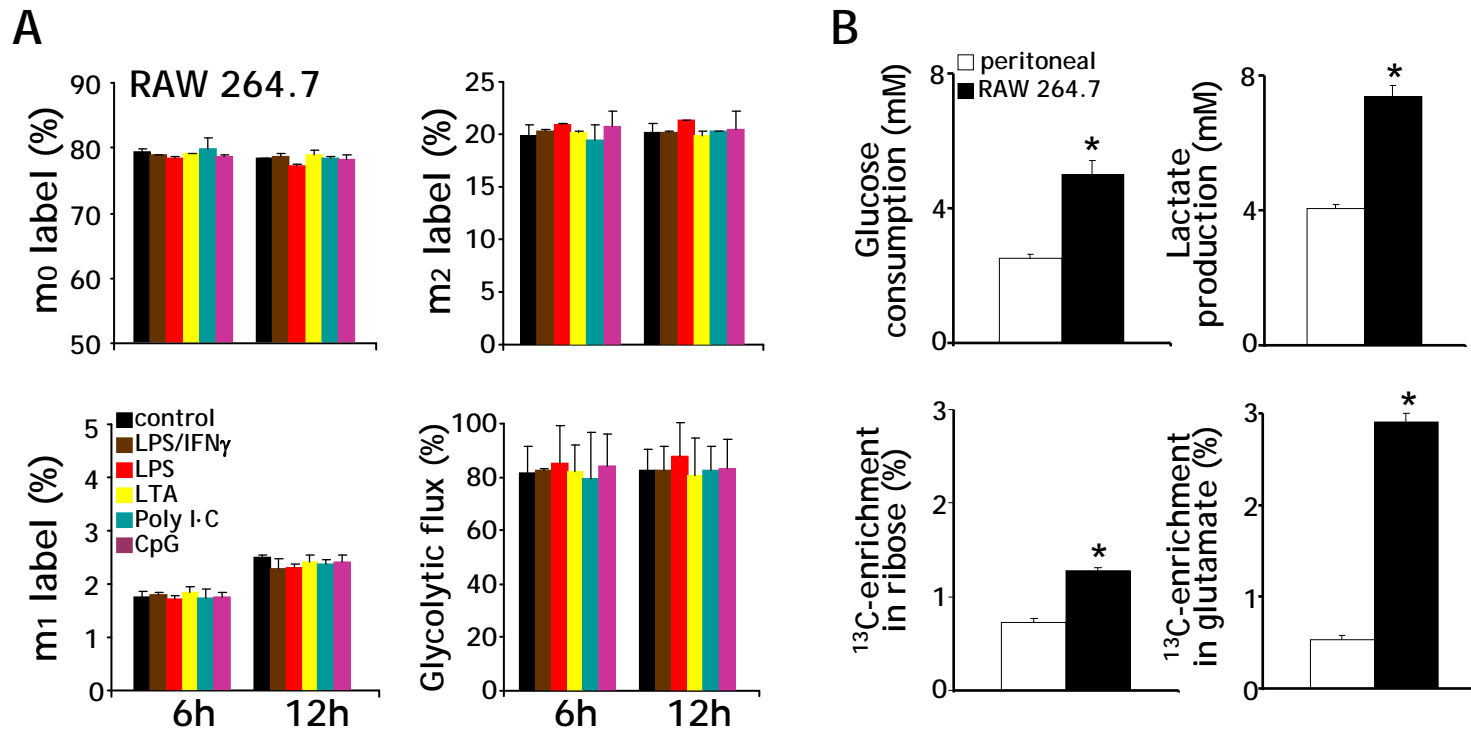 A
RAW 264.7
m0 label (%)
90
80
70
60
50
m2 label (%)
25
20
15
10
5
0
m1 label (%)
5
4
3
2
1
0
control
LPS/IFNγ
LPS
LTA
Poly I·C
CpG
6h
12h
Glycolytic flux (%)
100
80
60
40
20
0
6h
12h
B
peritoneal
RAW 264.7
Glucose
consumption (mM)
8
4
0
*
Lactate
production (mM)
8
4
0
*
¹³C-enrichment
in ribose (%)
3
2
1
0
*
¹³C-enrichment
in glutamate (%)
3
2
1
0
*